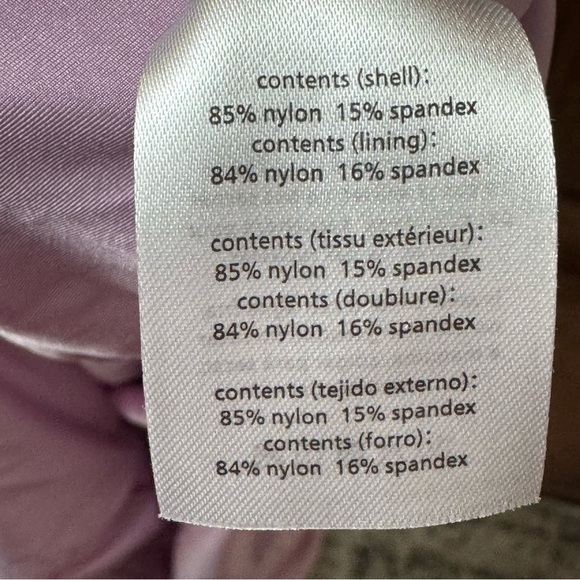 contents (shell):
85% nylon 15% spandex
contents (lining):
84% nylon 16% spandex
contents (tissu extérieur):
85% nylon 15% spandex
contents (doublure):
84% nylon 16% spandex
contents (tejido externo):
85% nylon 15% spandex
contents (forro):
84% nylon 16% spandex